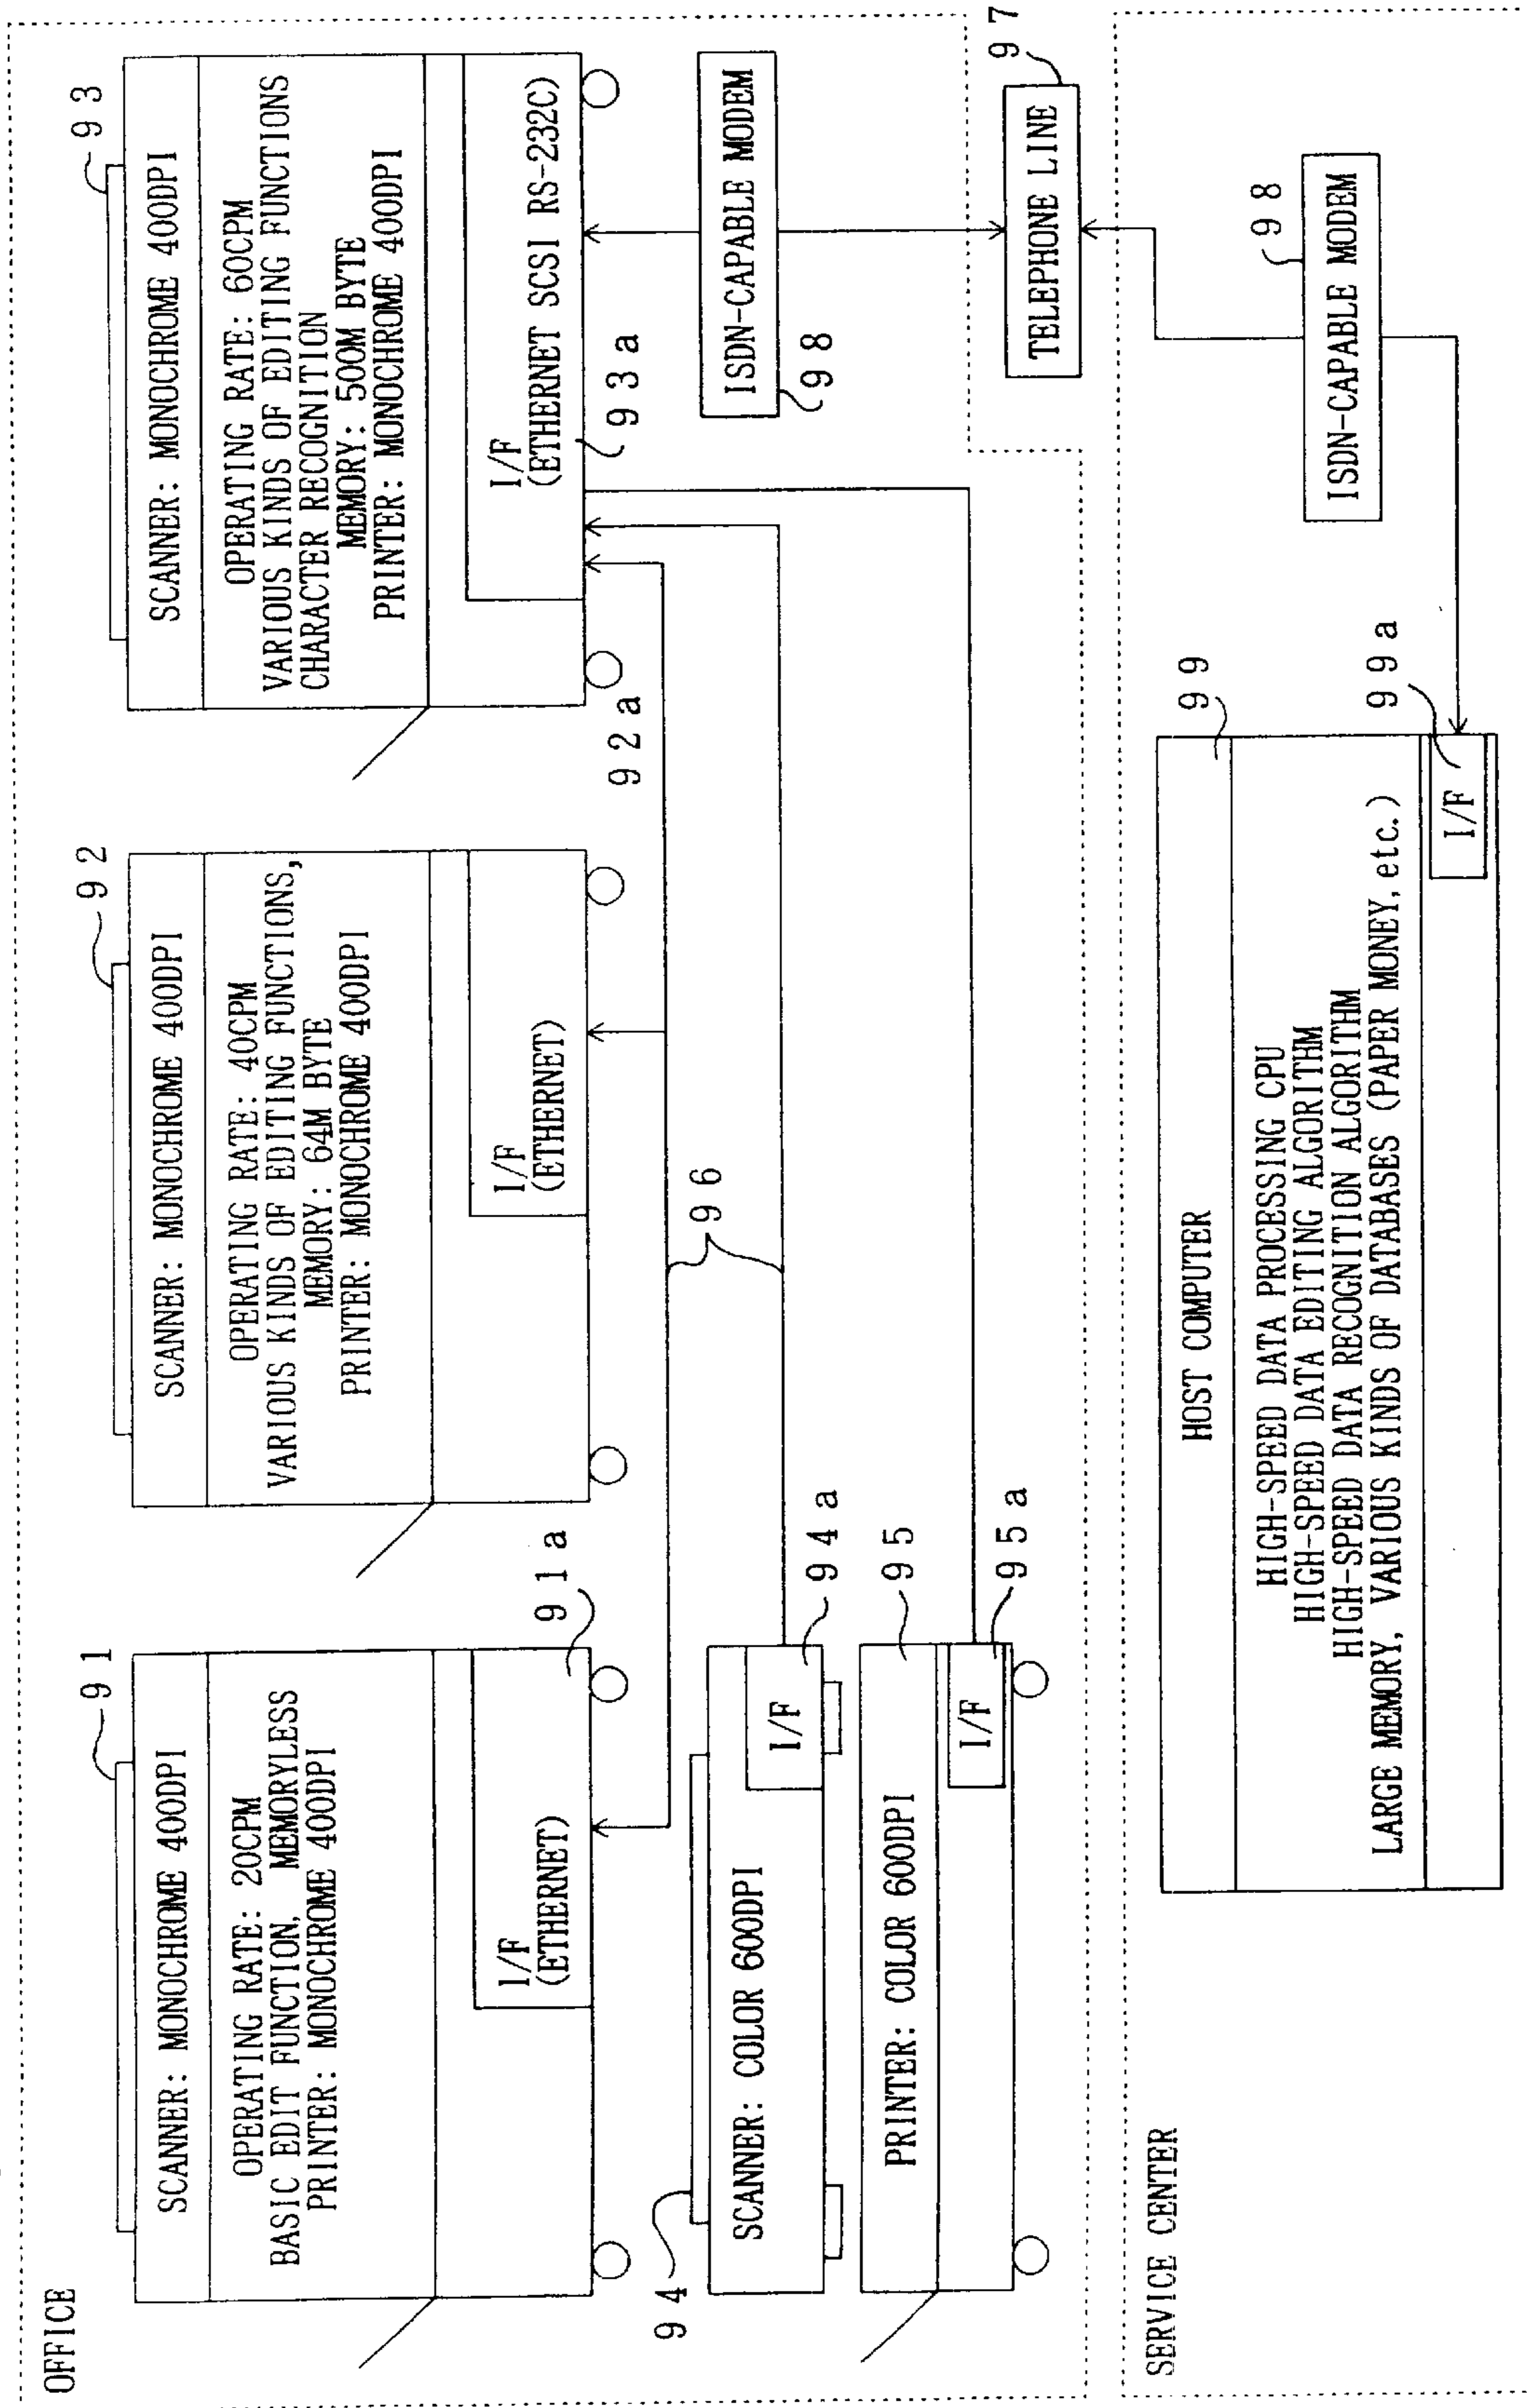 OFFICE
91
SCANNER: MONOCHROME 400DPI
OPERATING RATE: 20CPM
BASIC EDIT FUNCTION, MEMORYLESS
PRINTER: MONOCHROME 400DPI
I/F
(ETHERNET)
91a
92
SCANNER: MONOCHROME 400DPI
OPERATING RATE: 40CPM
VARIOUS KINDS OF EDITING FUNCTIONS,
MEMORY: 64M BYTE
PRINTER: MONOCHROME 400DPI
I/F
(ETHERNET)
92a
93
SCANNER: MONOCHROME 400DPI
OPERATING RATE: 60CPM
VARIOUS KINDS OF EDITING FUNCTIONS
CHARACTER RECOGNITION
MEMORY: 500M BYTE
PRINTER: MONOCHROME 400DPI
I/F
(ETHERNET SCSI RS-232C)
93a
94
SCANNER: COLOR 600DPI
I/F
94a
96
ISDN-CAPABLE MODEM
98
PRINTER: COLOR 600DPI
95
I/F
95a
TELEPHONE LINE
97
SERVICE CENTER
HOST COMPUTER
99
HIGH-SPEED DATA PROCESSING CPU
HIGH-SPEED DATA EDITING ALGORITHM
HIGH-SPEED DATA RECOGNITION ALGORITHM
LARGE MEMORY, VARIOUS KINDS OF DATABASES (PAPER MONEY, etc.)
I/F
99a
ISDN-CAPABLE MODEM
98